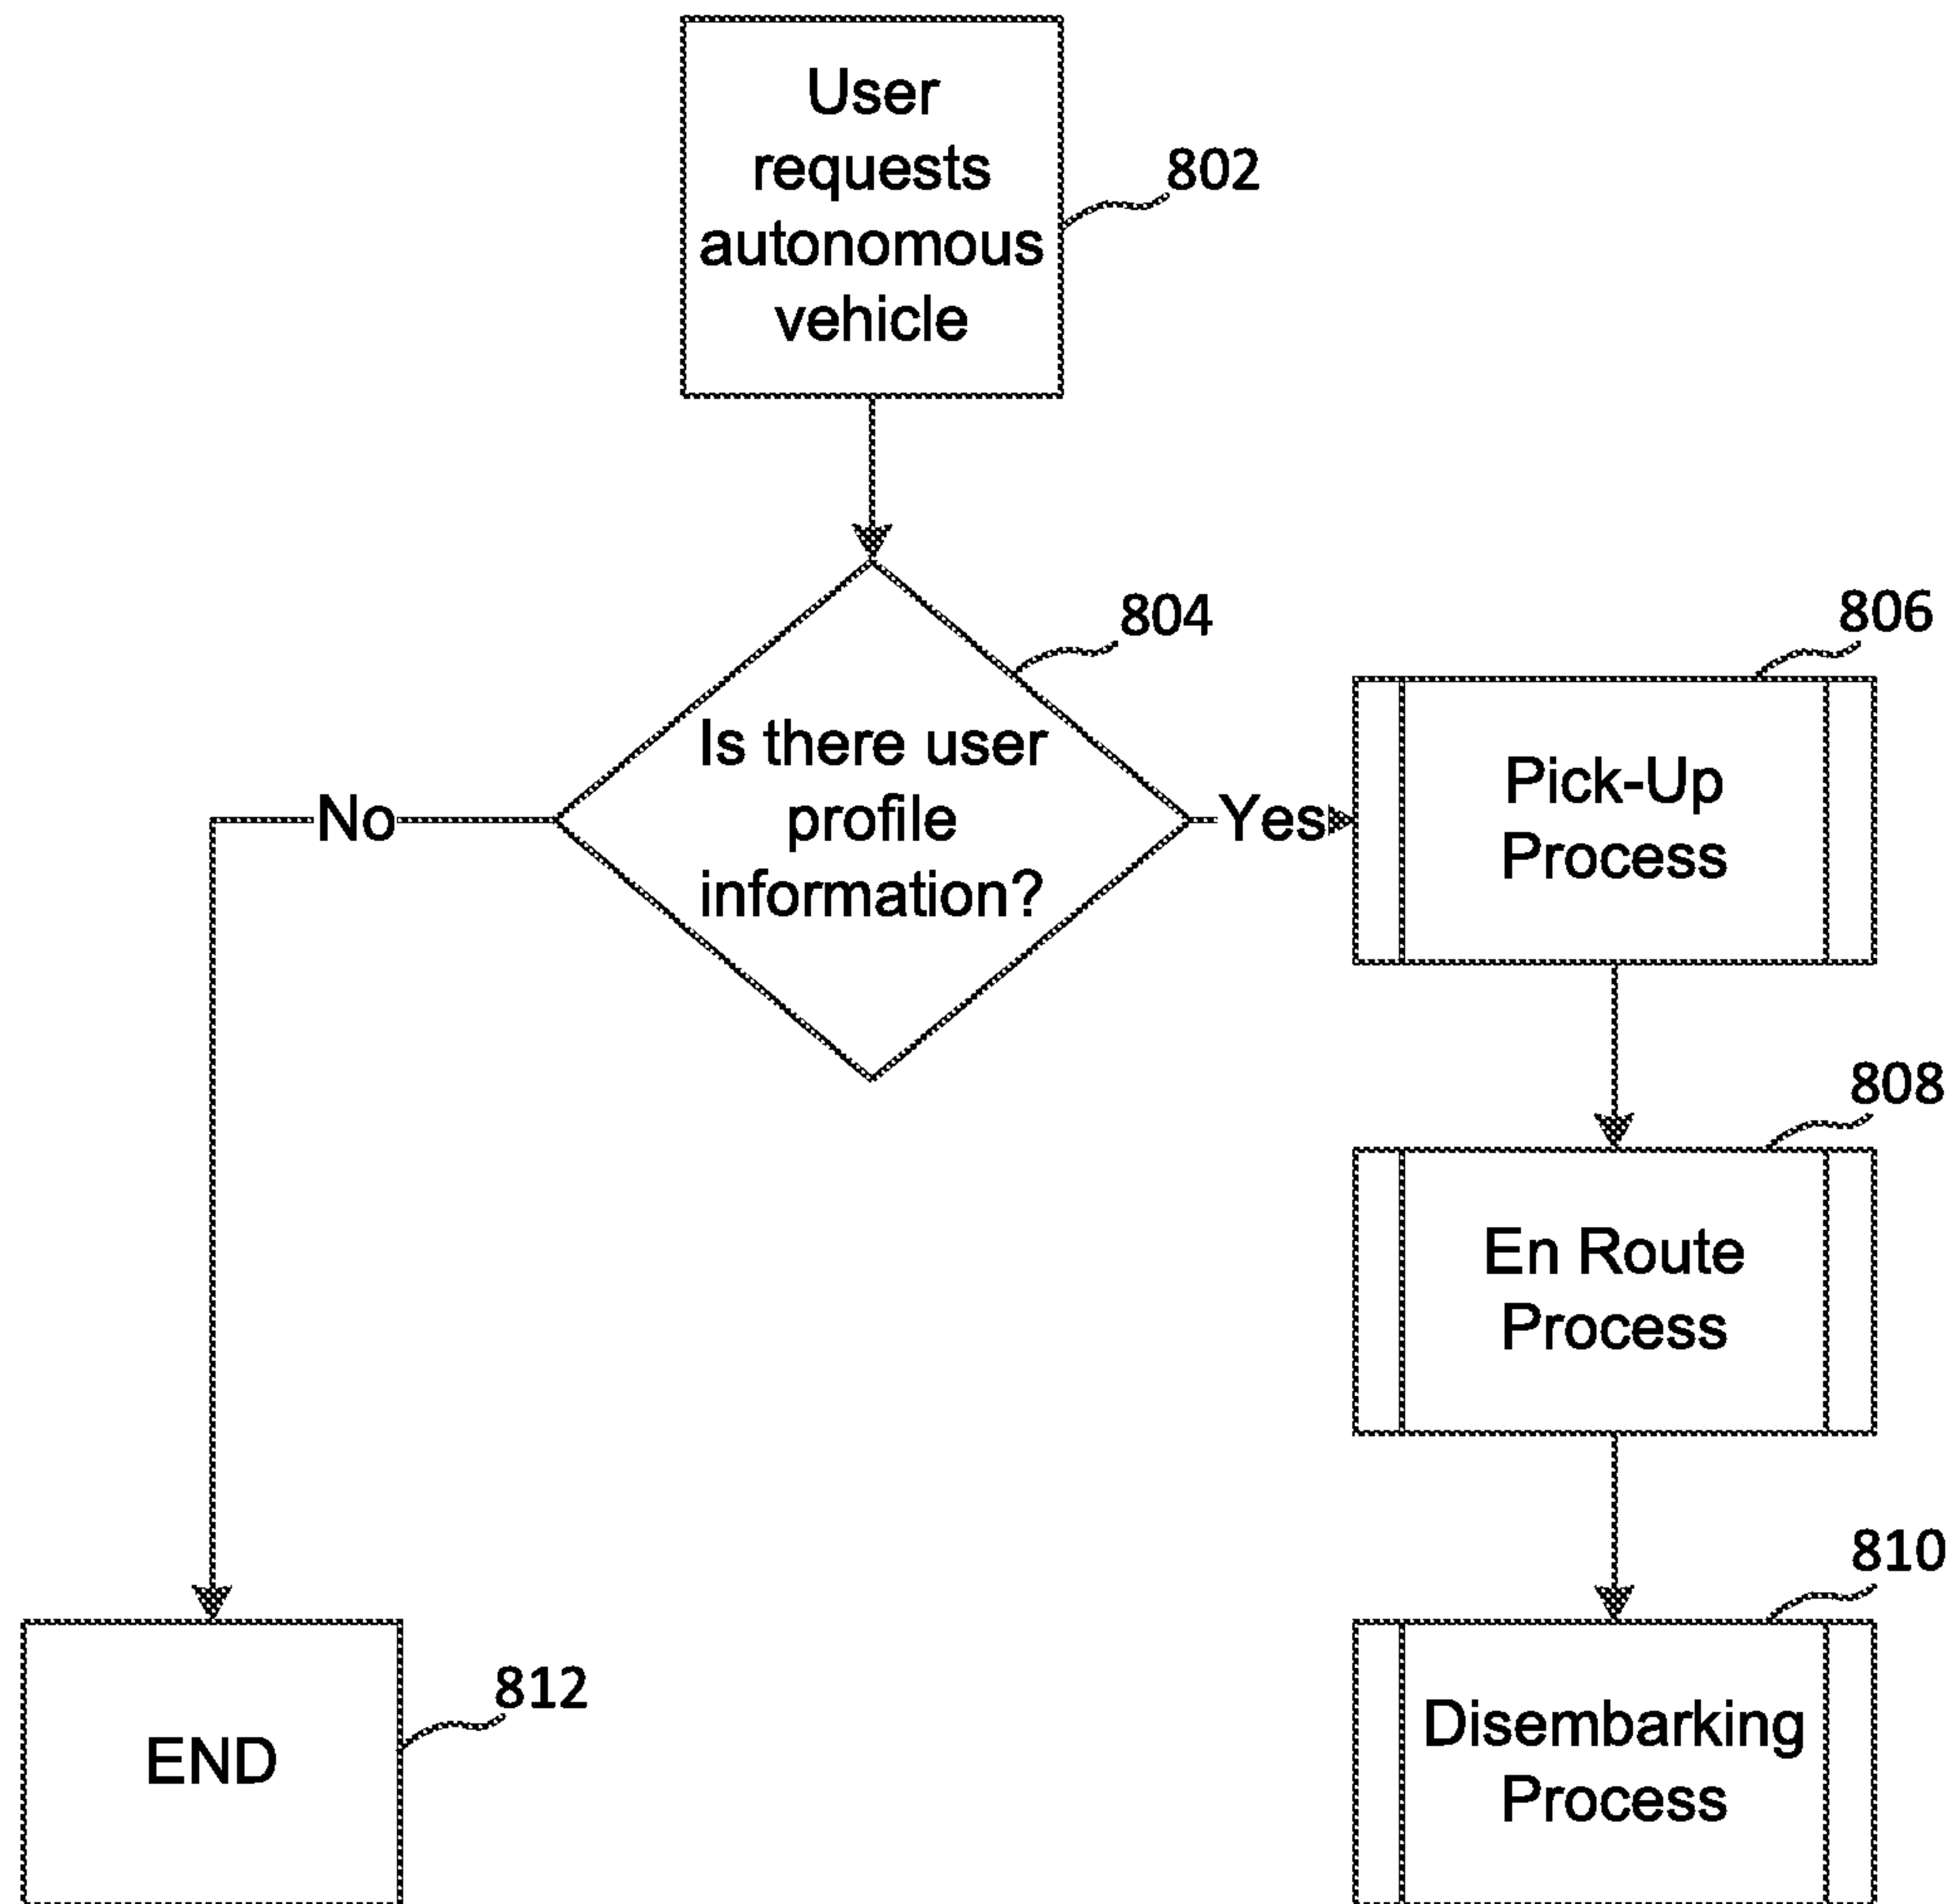 User
requests
autonomous
vehicle
802
804
Is there user
profile
information?
No
Yes
806
Pick-Up
Process
808
En Route
Process
810
Disembarking
Process
812
END